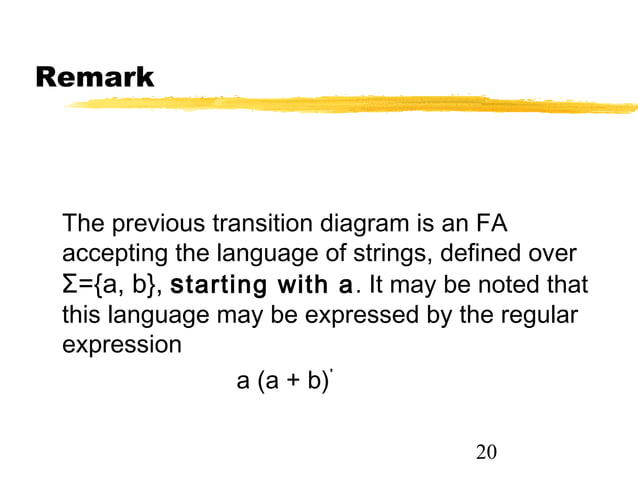 Remark
The previous transition diagram is an FA
accepting the language of strings, defined over
Σ={a, b}, starting with a. It may be noted that
this language may be expressed by the regular
expression
a (a + b)*
20